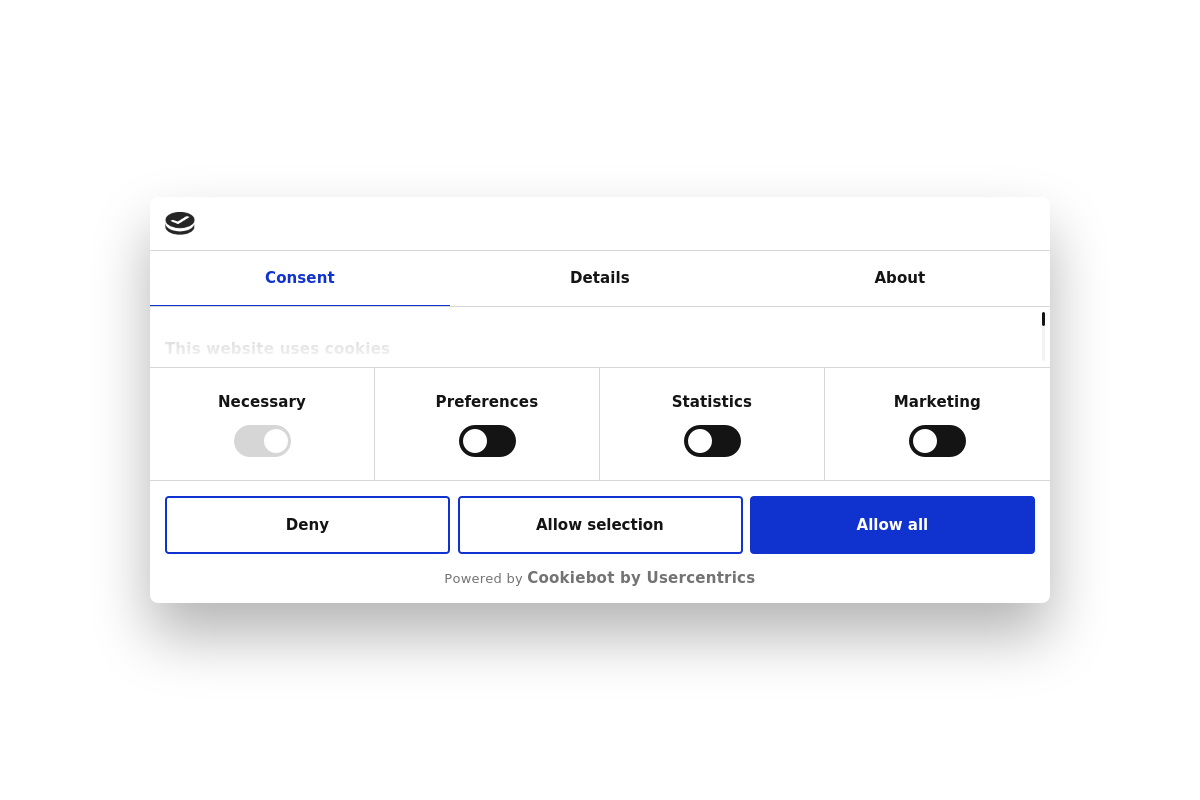 Consent
Details
About
This website uses cookies
Necessary
Preferences
Statistics
Marketing
Deny
Allow selection
Allow all
Powered by Cookiebot by Usercentrics